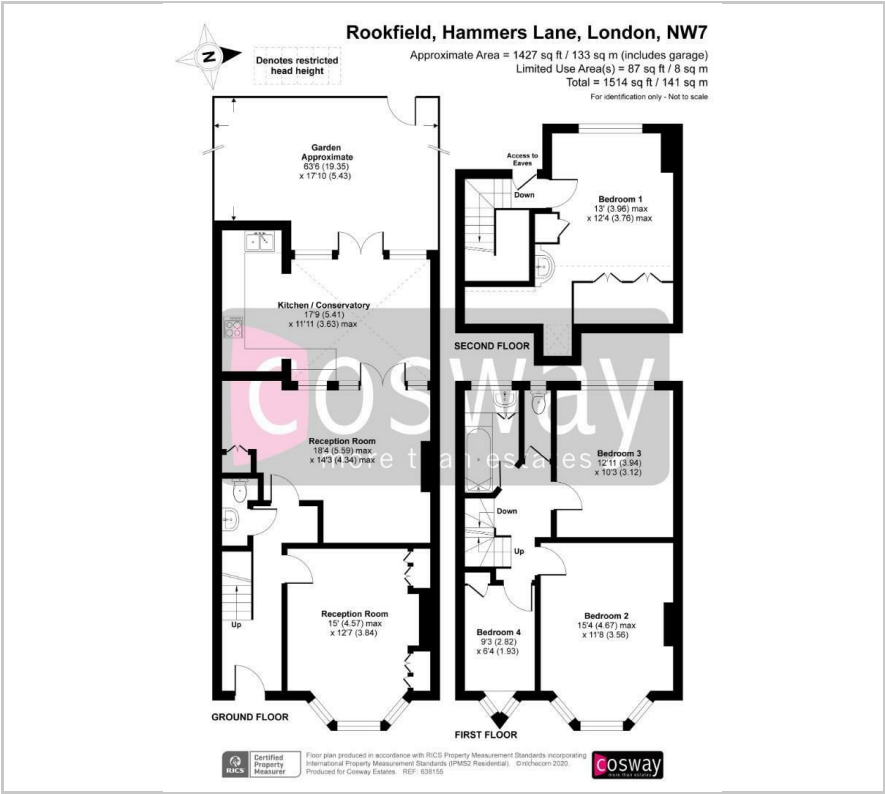 Rookfield, Hammers Lane, London, NW7
Approximate Area = 1427 sq ft / 133 sq m (includes garage)
Limited Use Area(s) = 87 sq ft / 8 sq m
Total = 1514 sq ft / 141 sq m
For identification only - Not to scale
N
Denotes restricted
head height
Garden
Approximate
63'6 (19.35)
x 17'10 (5.43)
Kitchen / Conservatory
17'9 (5.41)
x 11'11 (3.63) max
Reception Room
18'4 (5.59) max
x 14'3 (4.34) max
Up
Reception Room
15' (4.57) max
x 12'7 (3.84)
GROUND FLOOR
Access to
Eaves
Down
Bedroom 1
13' (3.96) max
x 12'4 (3.76) max
SECOND FLOOR
Bedroom 3
12'11 (3.94)
x 10'3 (3.12)
Down
Up
Bedroom 4
9'3 (2.82)
x 6'4 (1.93)
Bedroom 2
15'4 (4.67) max
x 11'8 (3.56)
FIRST FLOOR
cosway
more than estates
RICS
Certified
Property
Measurer
Floor plan produced in accordance with RICS Property Measurement Standards incorporating
International Property Measurement Standards (IPMS2 Residential). © nichecom 2020.
Produced for Cosway Estates. REF: 638155
cosway
more than estates